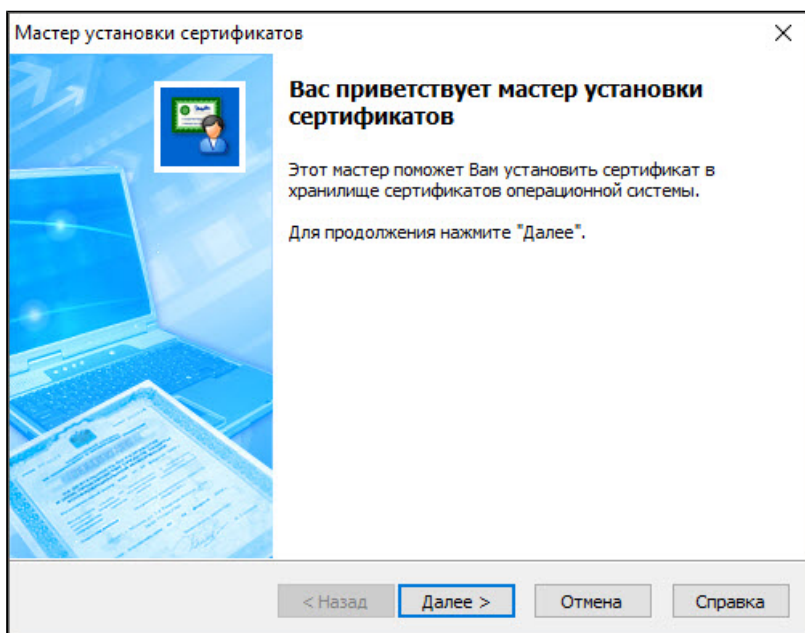 Мастер установки сертификатов
Вас приветствует мастер установки
сертификатов
Этот мастер поможет Вам установить сертификат в
хранилище сертификатов операционной системы.
Для продолжения нажмите "Далее".
< Назад
Далее >
Отмена
Справка